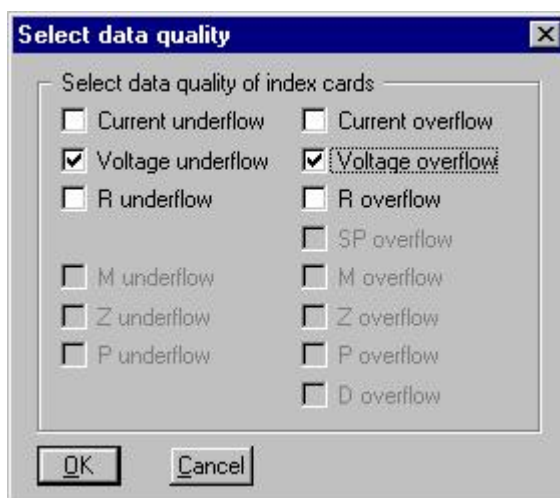 Select data quality
Select data quality of index cards
Current underflow Current overflow
Voltage underflow Voltage overflow
R underflow R overflow
SP overflow
M underflow M overflow
Z underflow Z overflow
P underflow P overflow
D overflow
OK Cancel